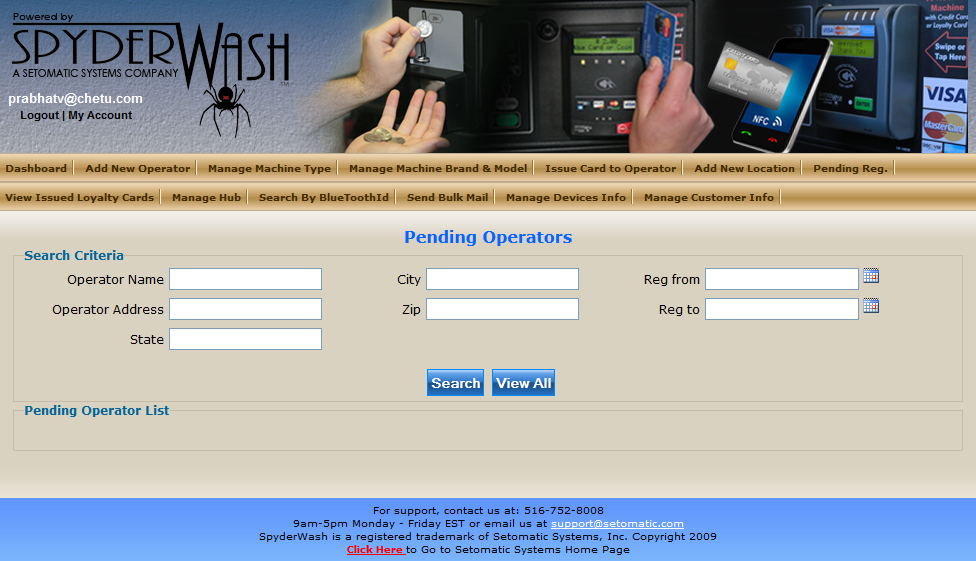 Powered by
SPYDERWASH
A SETOMATIC SYSTEMS COMPANY
TM
prabhatv@chetu.com
Logout | My Account
Machine
with Credit Card
or Loyalty Card
Swipe or
Tap Here
VISA
MasterCard
VISA
CREDIT CARD
NFC
Dashboard Add New Operator Manage Machine Type Manage Machine Brand & Model Issue Card to Operator Add New Location Pending Reg.
View Issued Loyalty Cards Manage Hub Search By BlueToothId Send Bulk Mail Manage Devices Info Manage Customer Info
Pending Operators
Search Criteria
Operator Name City Reg from
Operator Address Zip Reg to
State
Search View All
Pending Operator List
For support, contact us at: 516-752-8008
9am-5pm Monday - Friday EST or email us at support@setomatic.com
SpyderWash is a registered trademark of Setomatic Systems, Inc. Copyright 2009
Click Here to Go to Setomatic Systems Home Page